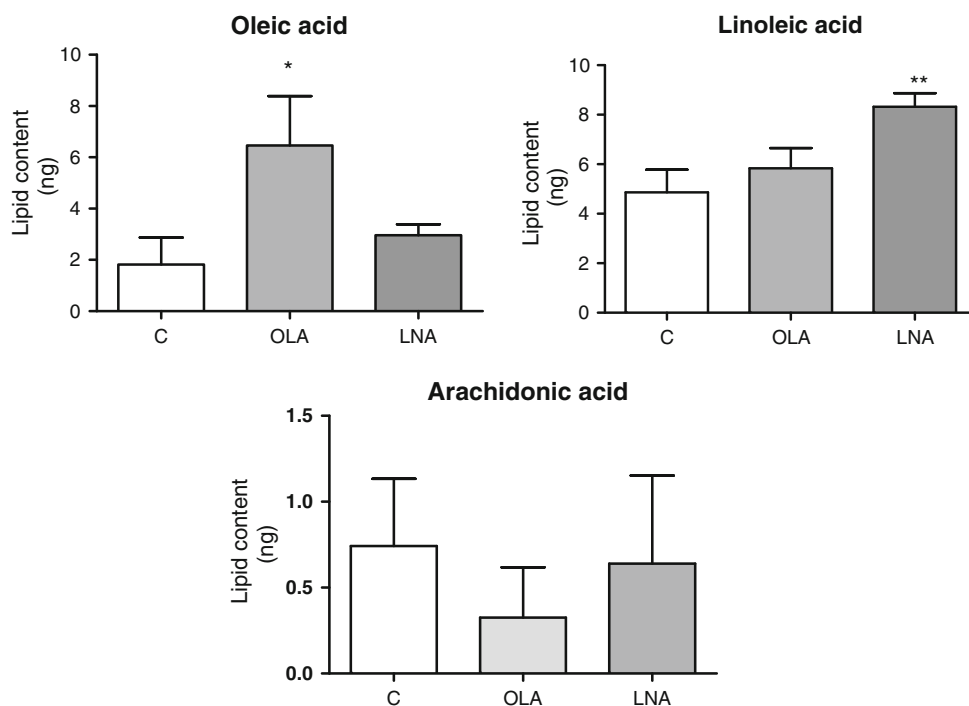 Oleic acid
10
8
6
4
2
0
Lipid content
(ng)
*
C OLA LNA
Linoleic acid
10
8
6
4
2
0
Lipid content
(ng)
**
C OLA LNA
Arachidonic acid
1.5
1.0
0.5
0.0
Lipid content
(ng)
C OLA LNA